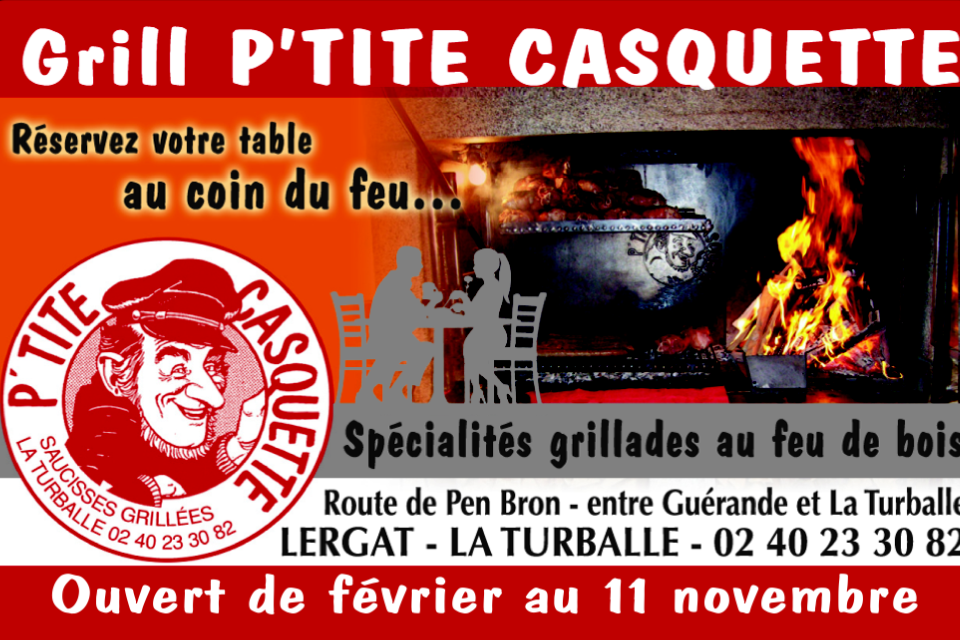 Grill P'TITE CASQUETTE
Réservez votre table
au coin du feu...
P'TITE CASQUETTE
SAUCISSES GRILLÉES
LA TURBALLE 02 40 23 30 82
Spécialités grillades au feu de bois
Route de Pen Bron - entre Guérande et La Turballe
LERGAT - LA TURBALLE - 02 40 23 30 82
Ouvert de février au 11 novembre